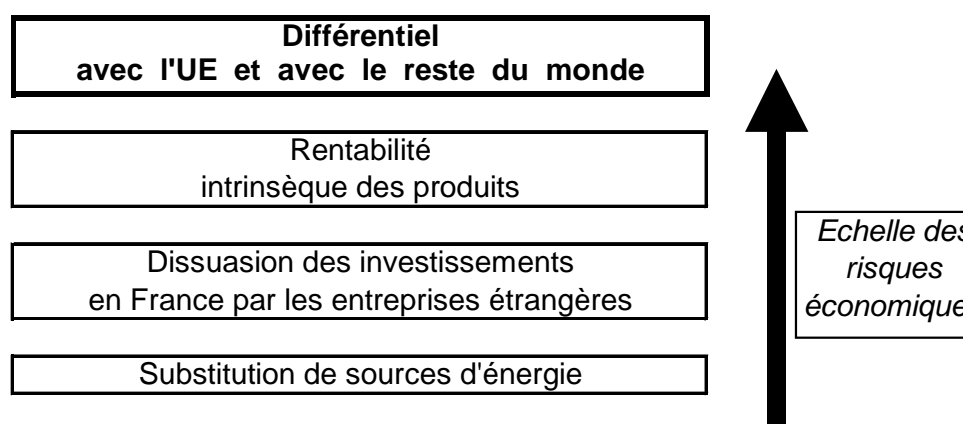 Différentiel
avec l'UE et avec le reste du monde
Rentabilité
intrinsèque des produits
Dissuasion des investissements
en France par les entreprises étrangères
Substitution de sources d'énergie
Echelle des
risques
économique